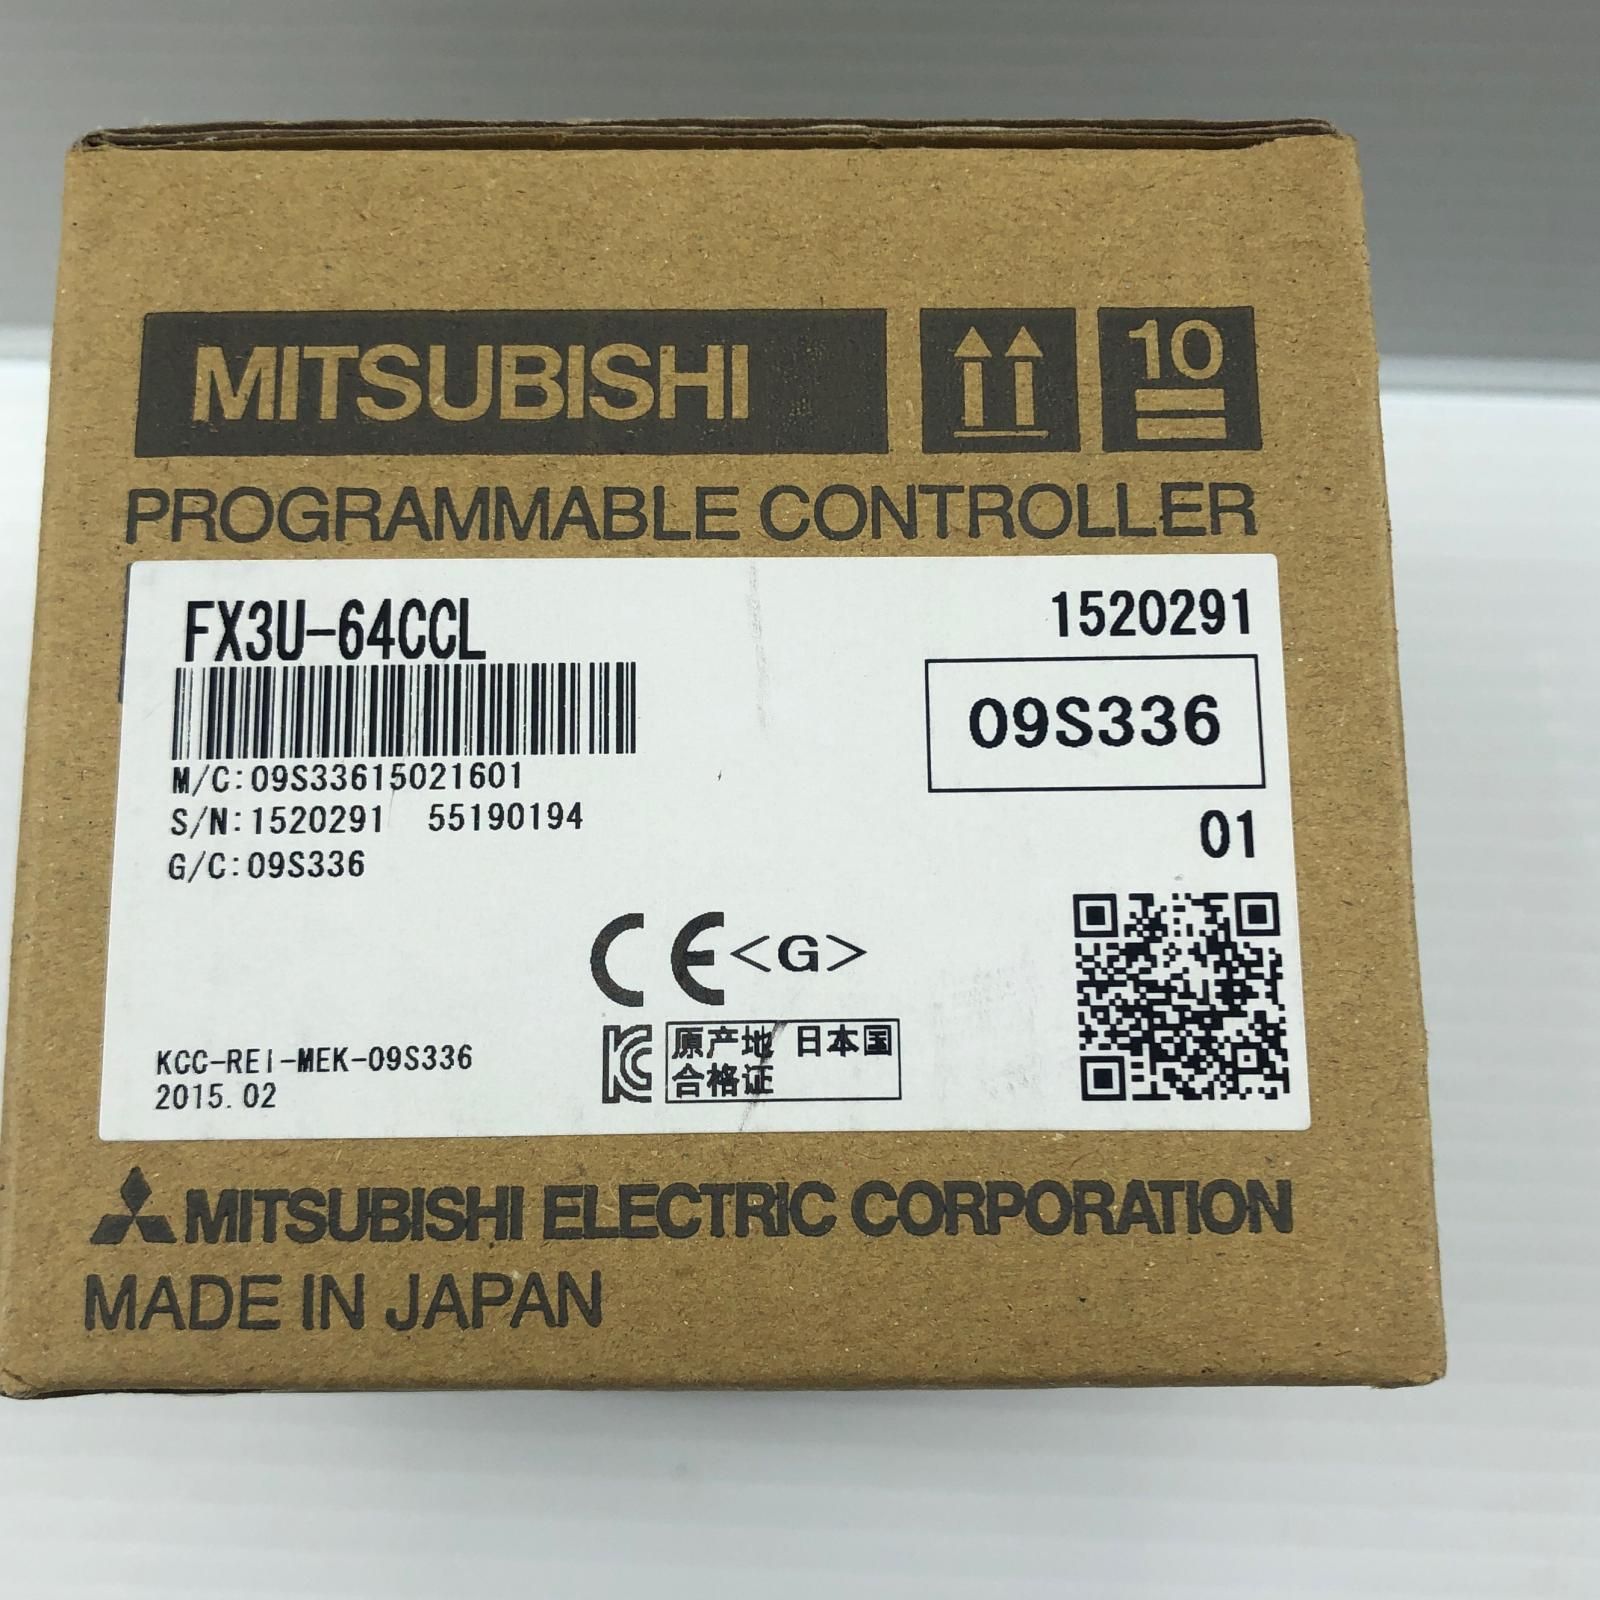 MITSUBISHI
10
PROGRAMMABLE CONTROLLER
FX3U-64CCL
1520291
09S336
M/C:09S33615021601
S/N:1520291 55190194
01
G/C:09S336
CE<G>
KC
原产地 日本国
合格证
KCC-REI-MEK-09S336
2015.02
MITSUBISHI ELECTRIC CORPORATION
MADE IN JAPAN